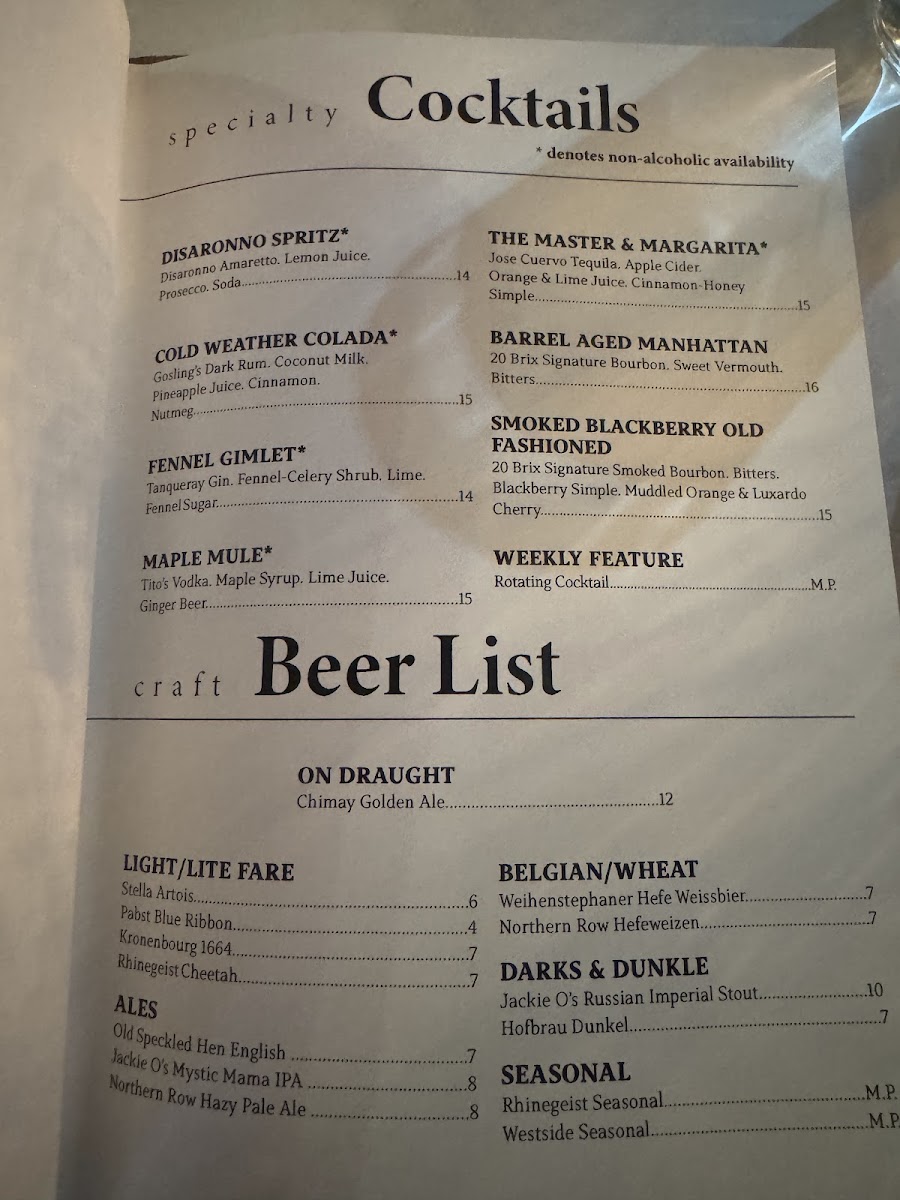 specialty Cocktails
* denotes non-alcoholic availability
DISARONNO SPRITZ*
Disaronno Amaretto. Lemon Juice.
Prosecco. Soda..............................14
COLD WEATHER COLADA*
Gosling's Dark Rum. Coconut Milk.
Pineapple Juice. Cinnamon.
Nutmeg..............................15
FENNEL GIMLET*
Tanqueray Gin. Fennel-Celery Shrub. Lime.
Fennel Sugar..............................14
MAPLE MULE*
Tito's Vodka. Maple Syrup. Lime Juice.
Ginger Beer..............................15
THE MASTER & MARGARITA*
Jose Cuervo Tequila. Apple Cider.
Orange & Lime Juice. Cinnamon-Honey
Simple..............................15
BARREL AGED MANHATTAN
20 Brix Signature Bourbon. Sweet Vermouth.
Bitters..............................16
SMOKED BLACKBERRY OLD
FASHIONED
20 Brix Signature Smoked Bourbon. Bitters.
Blackberry Simple. Muddled Orange & Luxardo
Cherry..............................15
WEEKLY FEATURE
Rotating Cocktail..............................M.P.
craft Beer List
ON DRAUGHT
Chimay Golden Ale..............................12
LIGHT/LITE FARE
Stella Artois..............................6
Pabst Blue Ribbon..............................4
Kronenbourg 1664..............................7
Rhinegeist Cheetah..............................7
ALES
Old Speckled Hen English ..............................7
Jackie O's Mystic Mama IPA ..............................8
Northern Row Hazy Pale Ale ..............................8
BELGIAN/WHEAT
Weihenstephaner Hefe Weissbier..............................7
Northern Row Hefeweizen..............................7
DARKS & DUNKLE
Jackie O's Russian Imperial Stout..............................10
Hofbrau Dunkel..............................7
SEASONAL
Rhinegeist Seasonal..............................M.P.
Westside Seasonal..............................M.P.